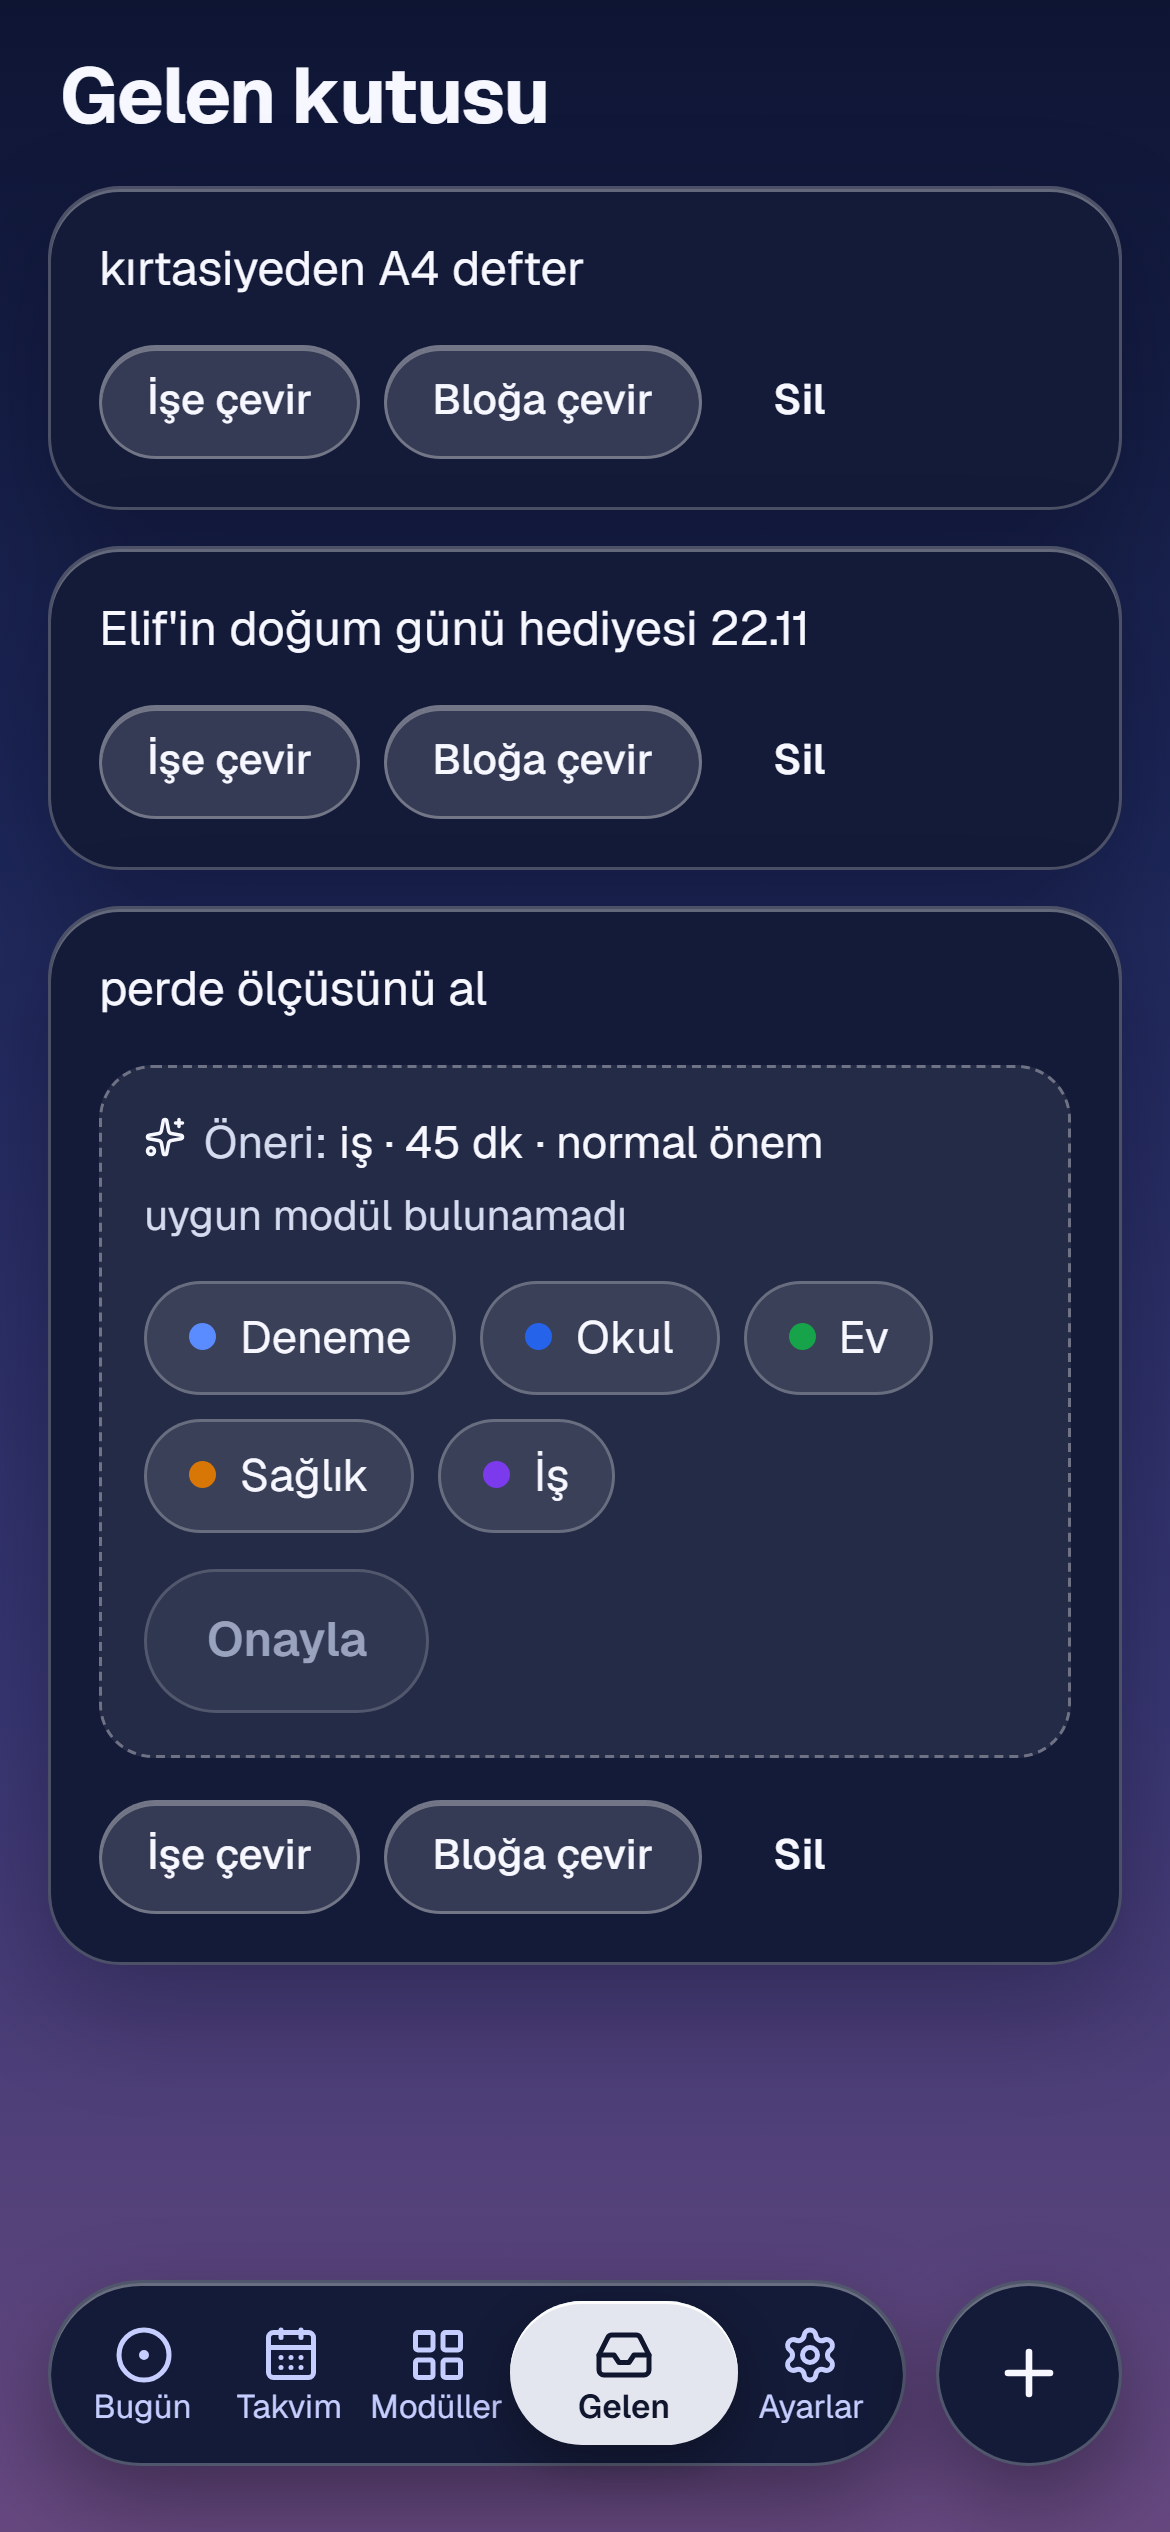 Gelen kutusu
kırtasiyeden A4 defter
İşe çevir Bloğa çevir Sil
Elif'in doğum günü hediyesi 22.11
İşe çevir Bloğa çevir Sil
perde ölçüsünü al
Öneri: iş · 45 dk · normal önem
uygun modül bulunamadı
Deneme Okul Ev
Sağlık İş
Onayla
İşe çevir Bloğa çevir Sil
Bugün Takvim Modüller Gelen Ayarlar